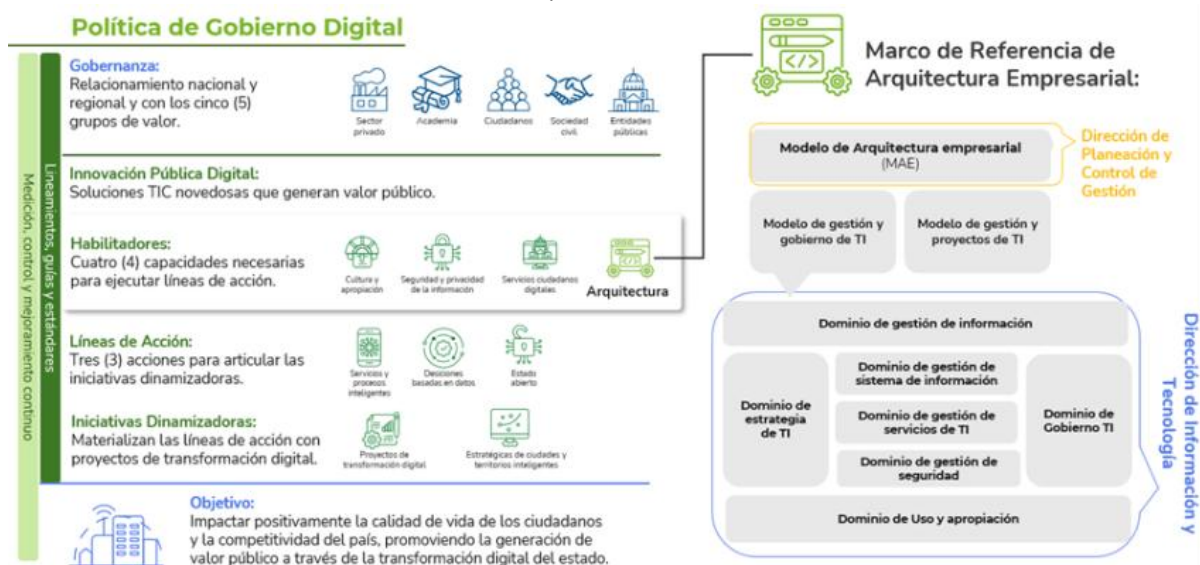 Política de Gobierno Digital
Medición, control y mejoramiento continuo
Lineamientos, guías y estándares
Gobernanza:
Relacionamiento nacional y
regional y con los cinco (5)
grupos de valor.
Sector
privado
Academia
Ciudadanos
Sociedad
civil
Entidades
públicas
Innovación Pública Digital:
Soluciones TIC novedosas que generan valor público.
Habilitadores:
Cuatro (4) capacidades necesarias
para ejecutar líneas de acción.
Cultura y
apropiación
Seguridad y privacidad
de la información
Servicios ciudadanos
digitales
Arquitectura
Líneas de Acción:
Tres (3) acciones para articular las
iniciativas dinamizadoras.
Servicios y
procesos
inteligentes
Desiciones
basadas en datos
Estado
abierto
Iniciativas Dinamizadoras:
Materializan las líneas de acción con
proyectos de transformación digital.
Proyectos de
transformación digital
Estratégicas de ciudades y
territorios inteligentes
Objetivo:
Impactar positivamente la calidad de vida de los ciudadanos
y la competitividad del país, promoviendo la generación de
valor público a través de la transformación digital del estado.
</>
Marco de Referencia de
Arquitectura Empresarial:
Modelo de Arquitectura empresarial
(MAE)
Dirección de
Planeación y
Control de
Gestión
Modelo de gestión y
gobierno de TI
Modelo de gestión y
proyectos de TI
Dominio de gestión de información
Dominio de
estrategia
de TI
Dominio de gestión de
sistema de información
Dominio de gestión de
servicios de TI
Dominio de gestión de
seguridad
Dominio de
Gobierno TI
Dominio de Uso y apropiación
Dirección de Información y
Tecnología